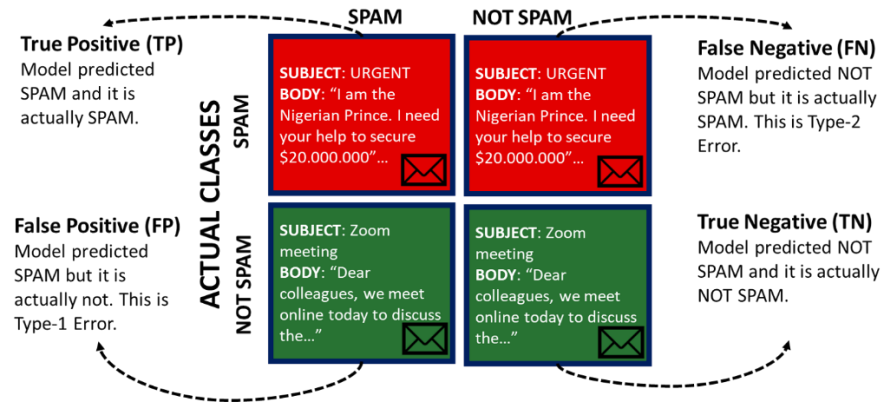 SPAM
NOT SPAM
True Positive (TP)
Model predicted
SPAM and it is
actually SPAM.
False Positive (FP)
Model predicted
SPAM but it is
actually not. This is
Type-1 Error.
ACTUAL CLASSES
SPAM
NOT SPAM
SUBJECT: URGENT
BODY: “I am the
Nigerian Prince. I need
your help to secure
$20.000.000”…
SUBJECT: URGENT
BODY: “I am the
Nigerian Prince. I need
your help to secure
$20.000.000”…
SUBJECT: Zoom
meeting
BODY: “Dear
colleagues, we meet
online today to discuss
the…”
SUBJECT: Zoom
meeting
BODY: “Dear
colleagues, we meet
online today to discuss
the…”
False Negative (FN)
Model predicted NOT
SPAM but it is actually
SPAM. This is Type-2
Error.
True Negative (TN)
Model predicted NOT
SPAM and it is actually
NOT SPAM.